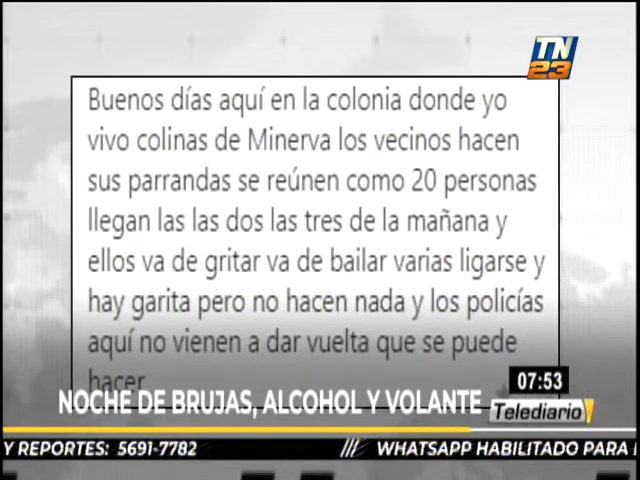 TN
23
Buenos días aquí en la colonia donde yo
vivo colinas de Minerva los vecinos hacen
sus parrandas se reúnen como 20 personas
llegan las las dos las tres de la mañana y
ellos va de gritar va de bailar varias ligarse y
hay garita pero no hacen nada y los policías
aquí no vienen a dar vuelta que se puede
hacer
07:53
NOCHE DE BRUJAS, ALCOHOL Y VOLANTE
Telediario
Y REPORTES: 5691-7782 /// WHATSAPP HABILITADO PARA